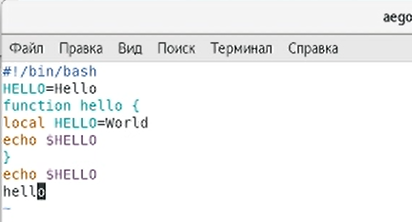 aego
Файл Правка Вид Поиск Терминал Справка
#!/bin/bash
HELLO=Hello
function hello {
local HELLO=World
echo $HELLO
}
echo $HELLO
hello
~